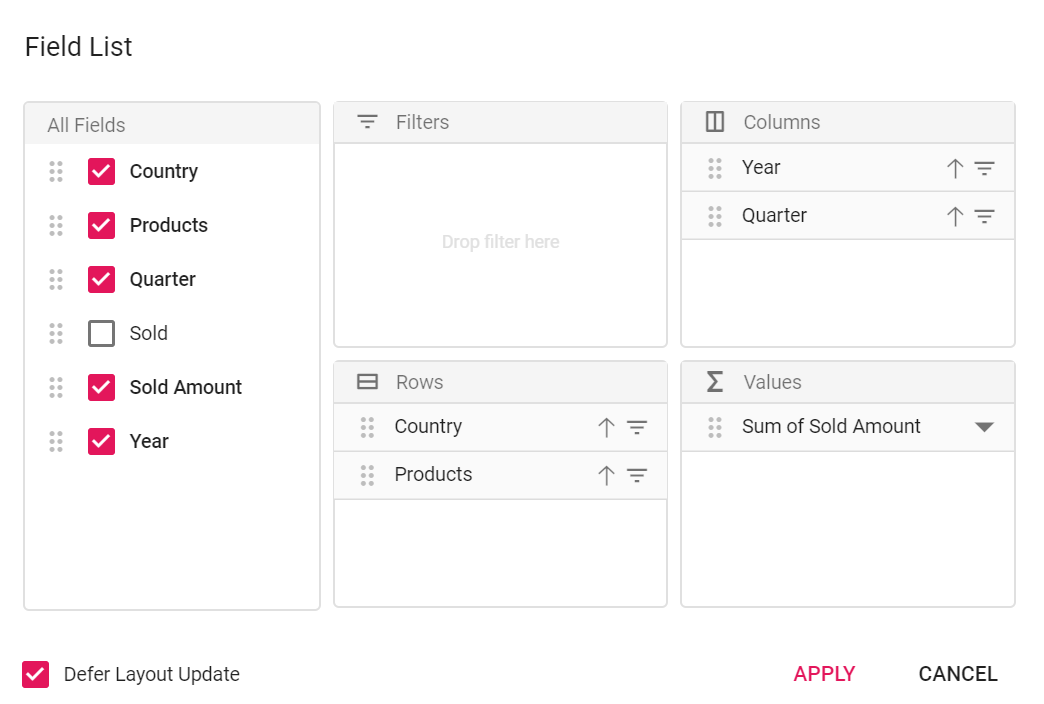 Field List
All Fields
Country
Products
Quarter
Sold
Sold Amount
Year
Filters
Drop filter here
Columns
Year
Quarter
Rows
Country
Products
Values
Sum of Sold Amount
Defer Layout Update
APPLY
CANCEL